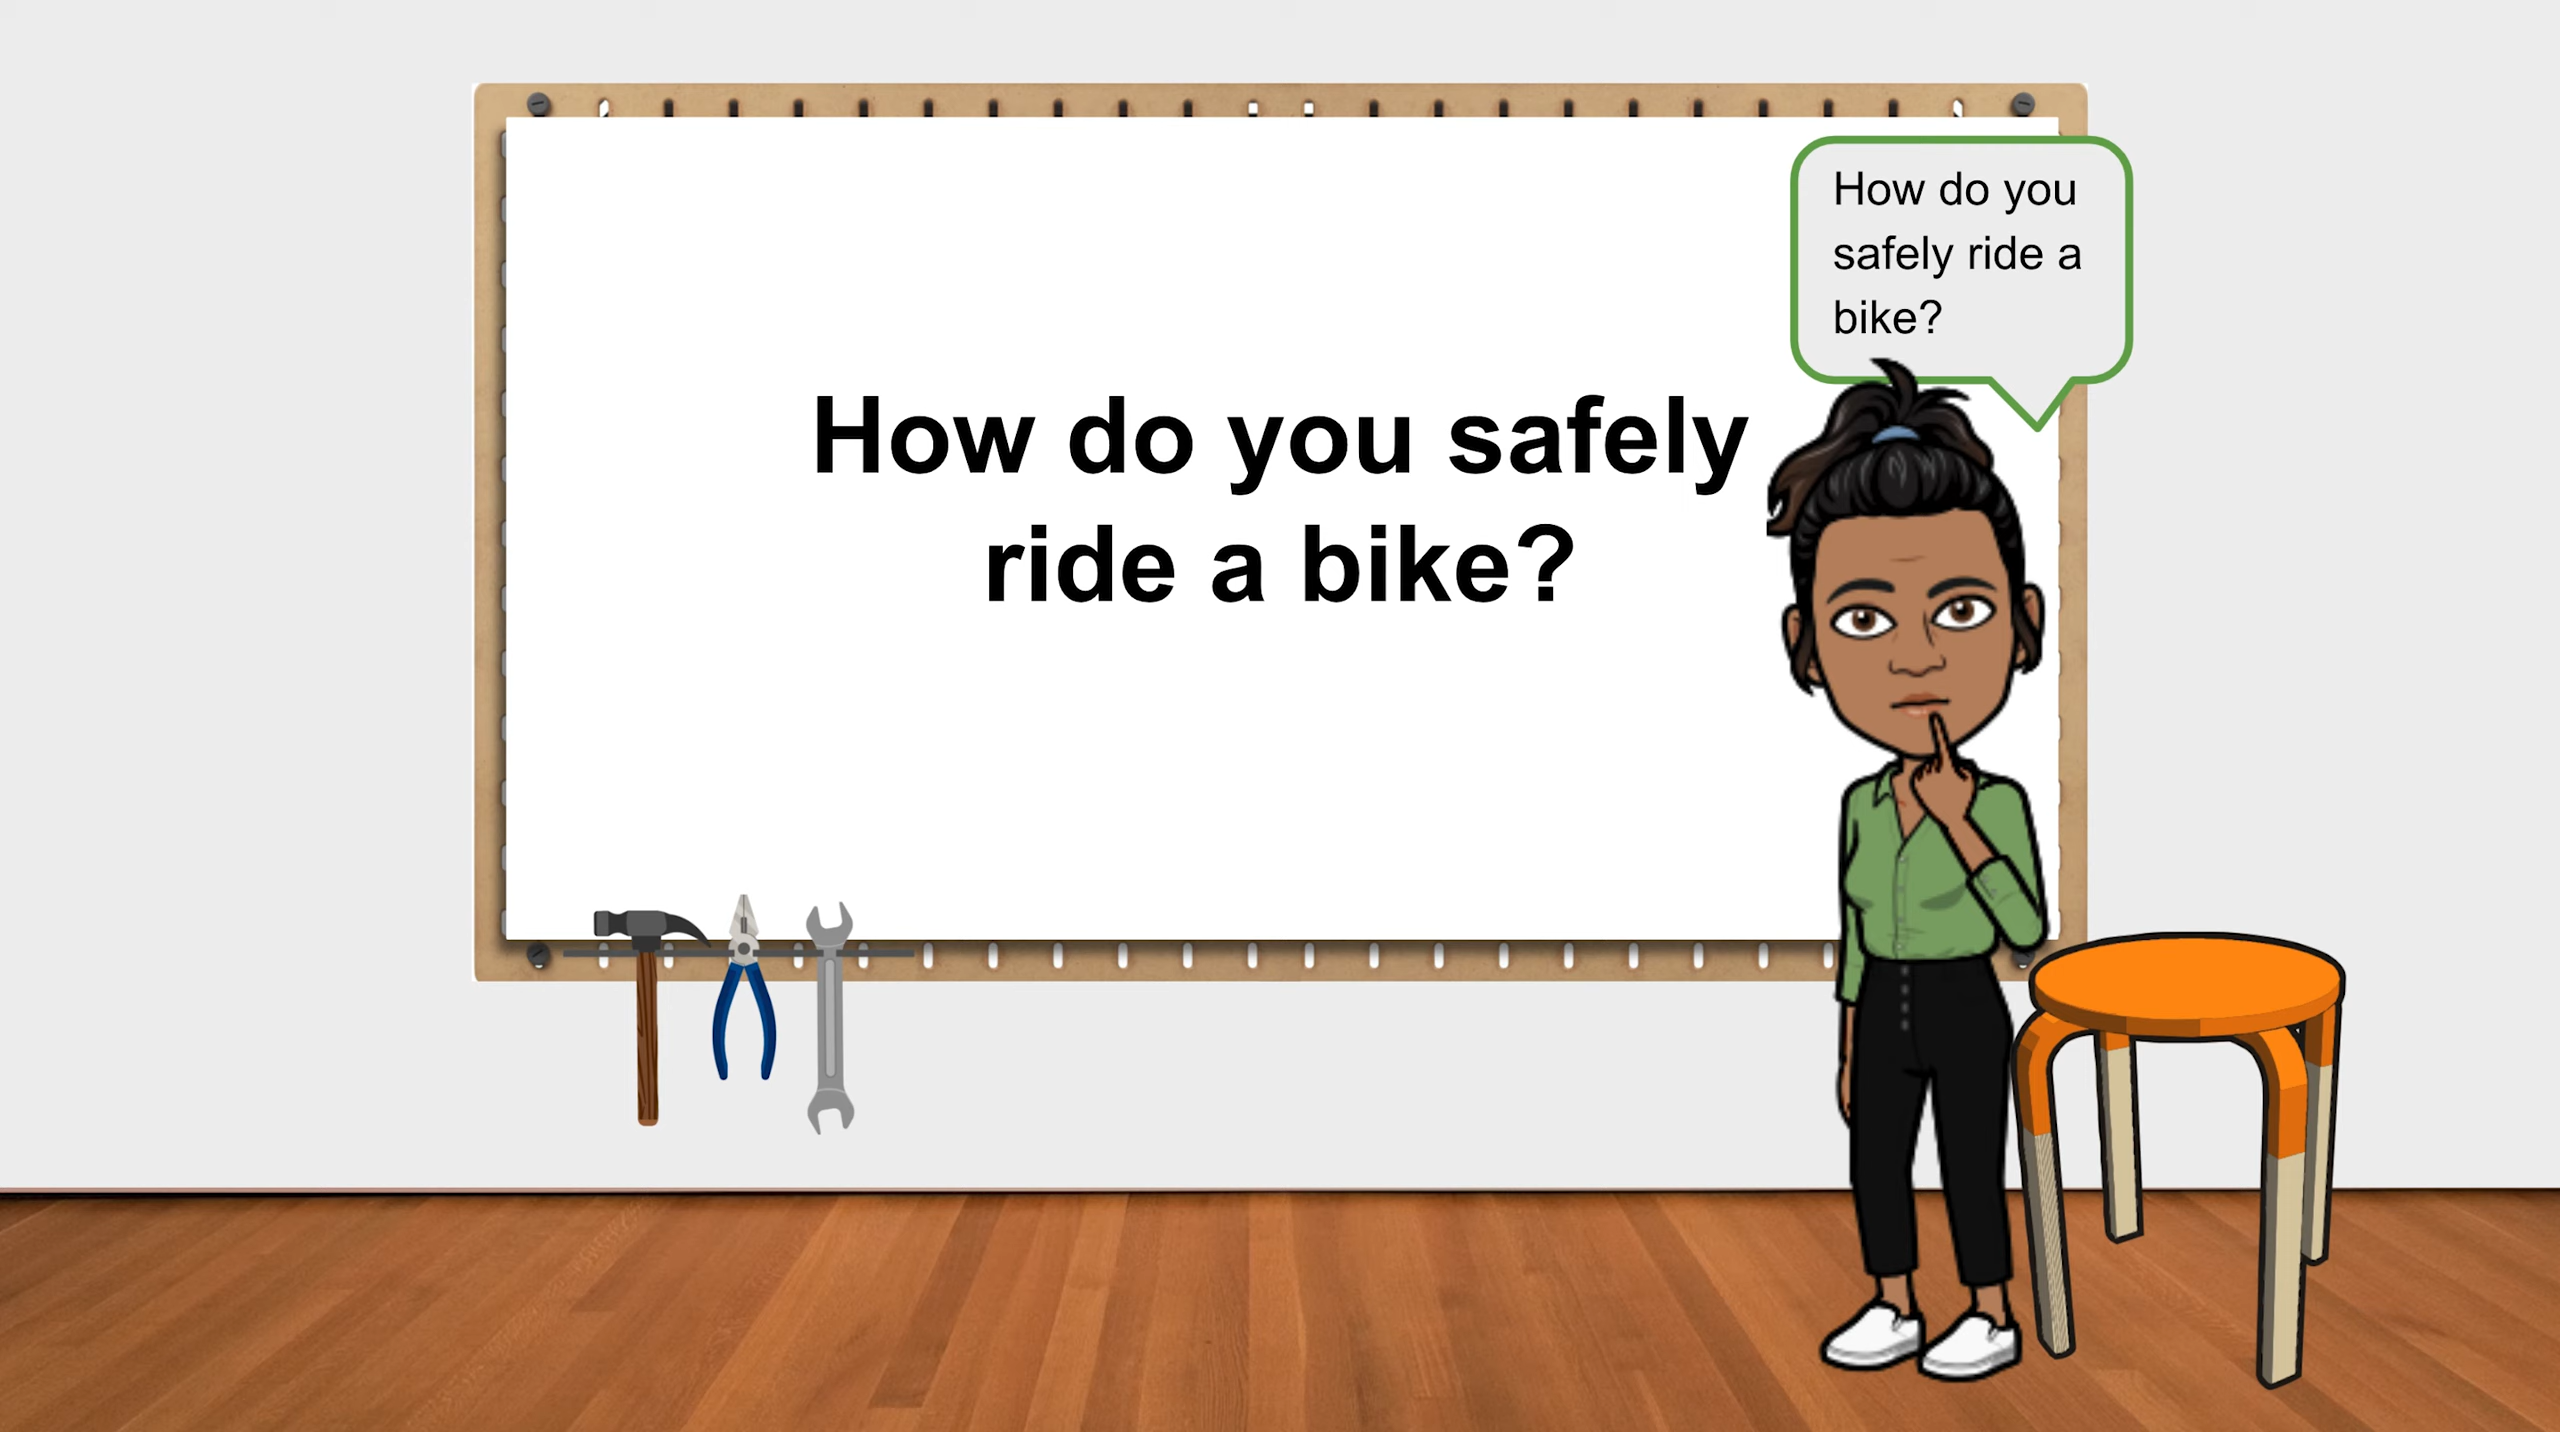 How do you safely
ride a bike?
How do you
safely ride a
bike?